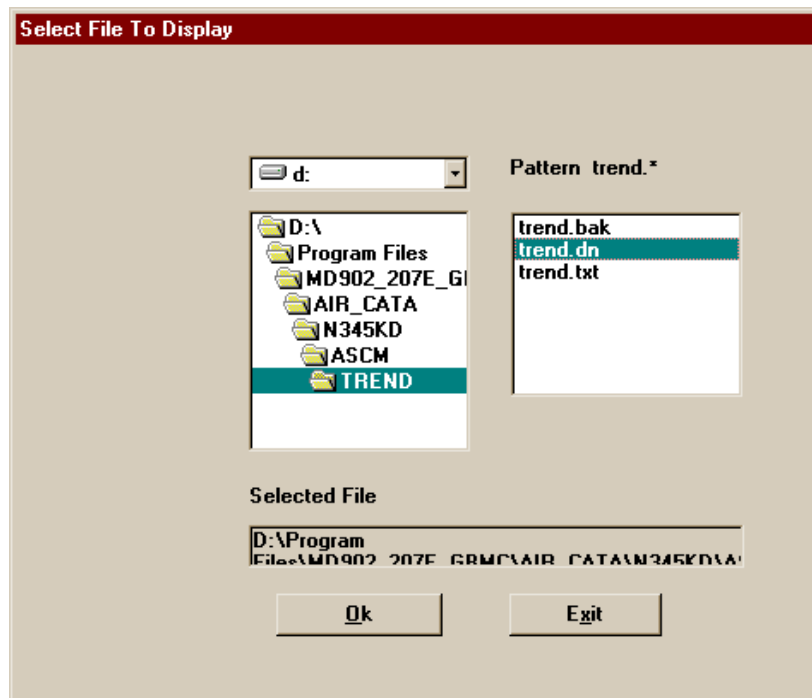 Select File To Display
d:
Pattern trend.*
D:\
Program Files
MD902_207E_G
AIR_CATA
N345KD
ASCM
TREND
trend.bak
trend.dn
trend.txt
Selected File
D:\Program
Files\MD902_207E_GBMC\AIR_CATA\N345KD\A
Ok
Exit